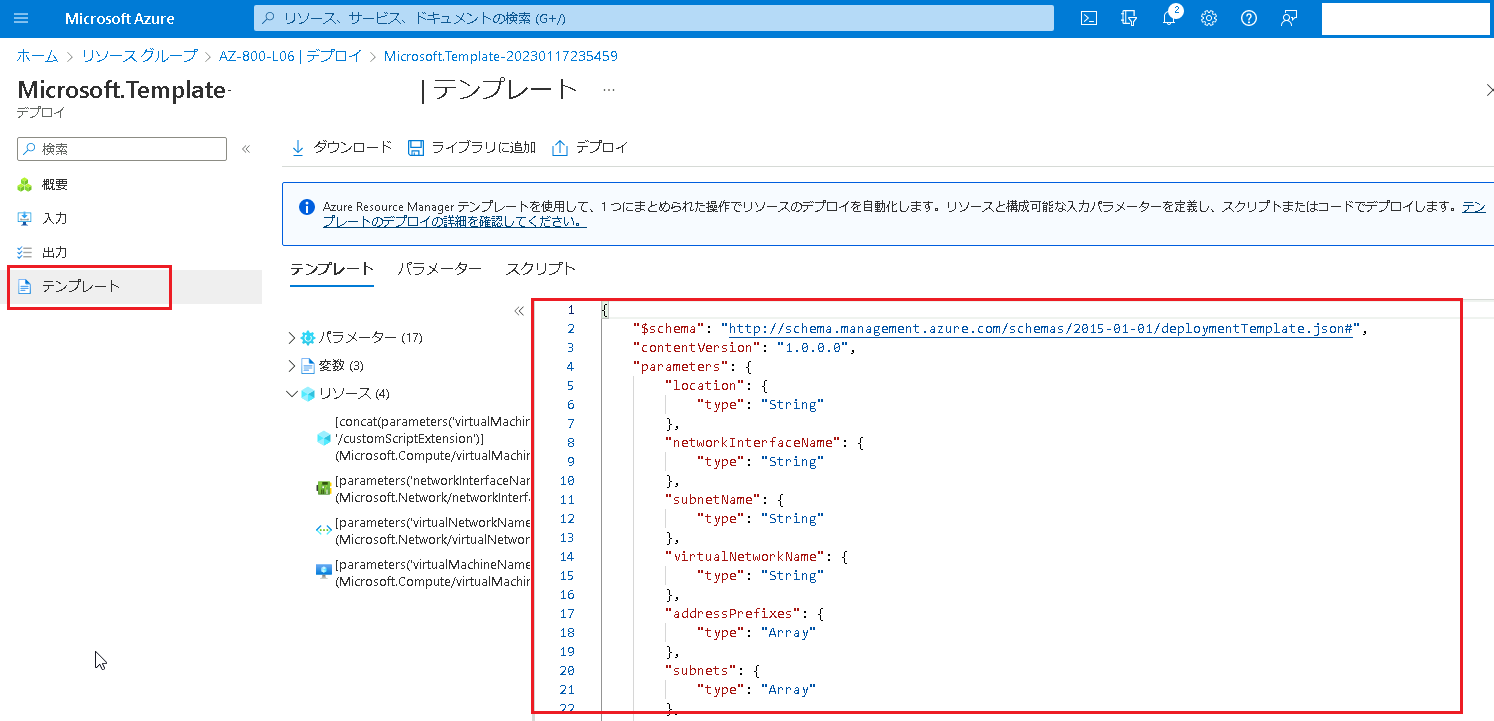 Microsoft Azure
リソース、サービス、ドキュメントの検索 (G+/)
2
ホーム > リソース グループ > AZ-800-L06 | デプロイ > Microsoft.Template-20230117235459
Microsoft.Template- | テンプレート ...
デプロイ
検索 «
概要
入力
出力
テンプレート
ダウンロード ライブラリに追加 デプロイ
Azure Resource Manager テンプレートを使用して、1 つにまとめられた操作でリソースのデプロイを自動化します。リソースと構成可能な入力パラメーターを定義し、スクリプトまたはコードでデプロイします。テン
プレートのデプロイの詳細を確認してください。
テンプレート パラメーター スクリプト
«
パラメーター (17)
変数 (3)
リソース (4)
[concat(parameters('virtualMachin
'/customScriptExtension')]
(Microsoft.Compute/virtualMachin
[parameters('networkInterfaceNar
(Microsoft.Network/networkInterf
[parameters('virtualNetworkName
(Microsoft.Network/virtualNetwor
[parameters('virtualMachineName
(Microsoft.Compute/virtualMachin
1 {
2 "$schema": "http://schema.management.azure.com/schemas/2015-01-01/deploymentTemplate.json#",
3 "contentVersion": "1.0.0.0",
4 "parameters": {
5 "location": {
6 "type": "String"
7 },
8 "networkInterfaceName": {
9 "type": "String"
10 },
11 "subnetName": {
12 "type": "String"
13 },
14 "virtualNetworkName": {
15 "type": "String"
16 },
17 "addressPrefixes": {
18 "type": "Array"
19 },
20 "subnets": {
21 "type": "Array"
22 },